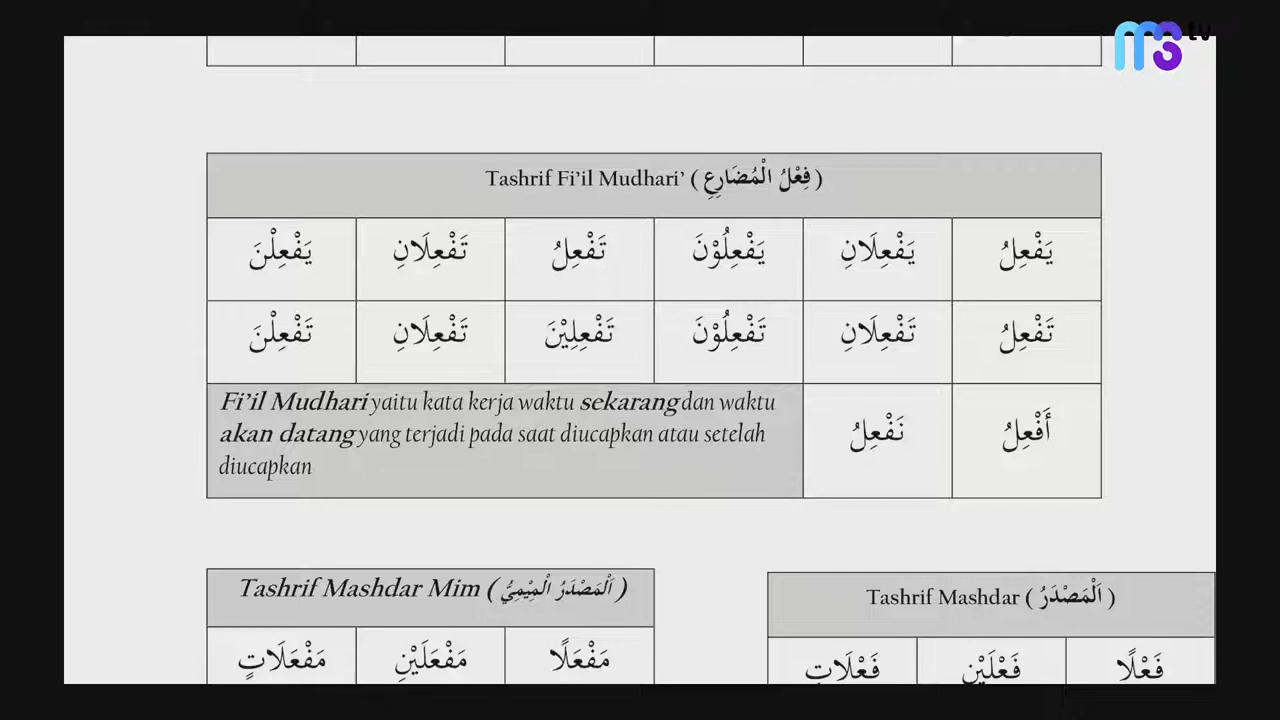 m3 tv
Tashrif Fi'il Mudhari' ( فِعْلُ الْمُضَارِعِ )
يَفْعِلُ يَفْعِلَانِ يَفْعِلُوْنَ تَفْعِلُ تَفْعِلَانِ يَفْعِلْنَ
تَفْعِلُ تَفْعِلَانِ تَفْعِلُوْنَ تَفْعِلِيْنَ تَفْعِلَانِ تَفْعِلْنَ
أَفْعِلُ نَفْعِلُ
Fi'il Mudhari yaitu kata kerja waktu sekarang dan waktu
akan datang yang terjadi pada saat diucapkan atau setelah
diucapkan
Tashrif Mashdar Mim ( اَلْمَصْدَرُ الْمِيْمِيُّ )
مَفْعَلًا مَفْعَلَيْنِ مَفْعَلَاتٍ
Tashrif Mashdar ( اَلْمَصْدَرُ )
فَعْلًا فَعْلَيْنِ فَعْلَاتٍ